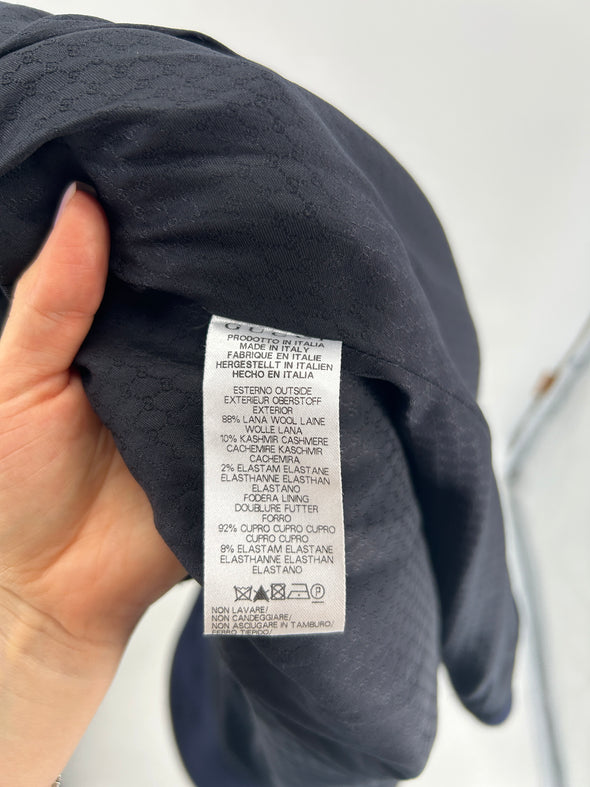 GUCCI
PRODOTTO IN ITALIA
MADE IN ITALY
FABRIQUE EN ITALIE
HERGESTELLT IN ITALIEN
HECHO EN ITALIA
ESTERNO OUTSIDE
EXTERIEUR OBERSTOFF
EXTERIOR
88% LANA WOOL LAINE
WOLLE LANA
10% KASHMIR CASHMERE
CACHEMIRE KASCHMIR
CACHEMIRA
2% ELASTAM ELASTANE
ELASTHANNE ELASTHAN
ELASTANO
FODERA LINING
DOUBLURE FUTTER
FORRO
92% CUPRO CUPRO CUPRO
CUPRO CUPRO
8% ELASTAM ELASTANE
ELASTHANNE ELASTHAN
ELASTANO
P
NON LAVARE/
NON CANDEGGIARE/
NON ASCIUGARE IN TAMBURO/
FERRO TIEPIDO/